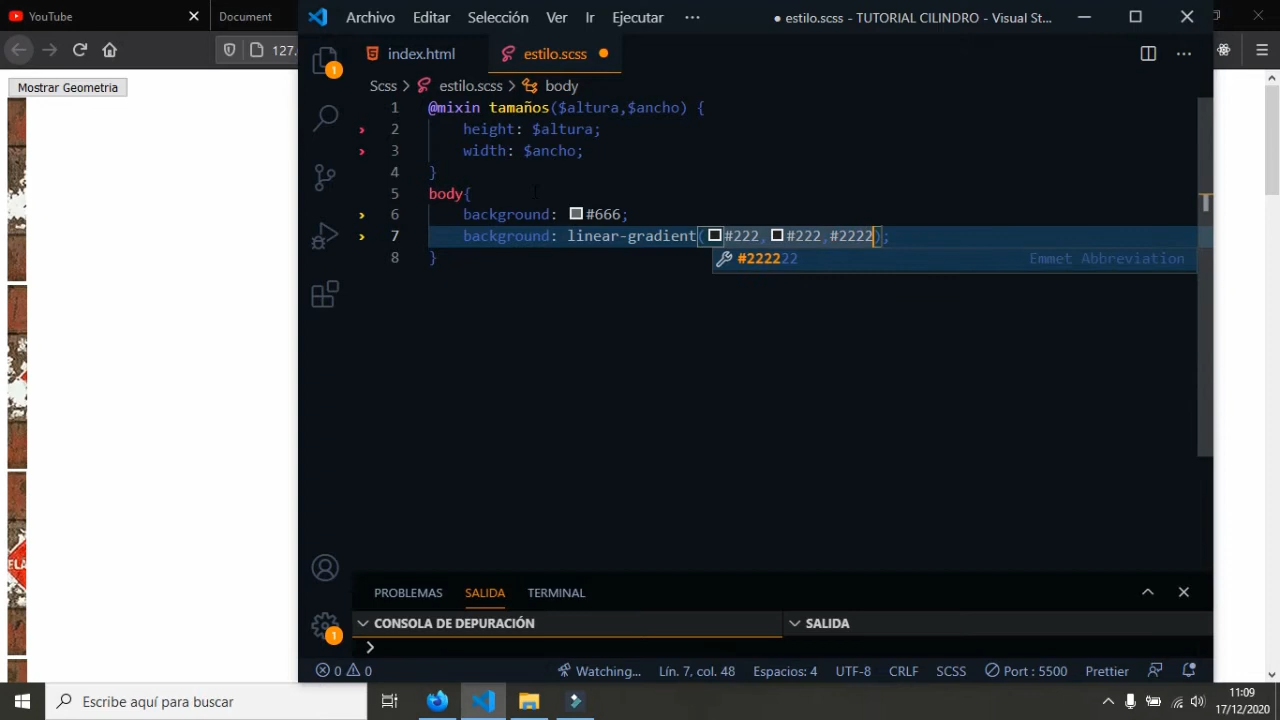 YouTube
Document
Archivo Editar Selección Ver Ir Ejecutar ···
● estilo.scss - TUTORIAL CILINDRO - Visual St...
127.
index.html
estilo.scss
Scss > estilo.scss > body
Mostrar Geometria
1 @mixin tamaños($altura,$ancho) {
2 height: $altura;
3 width: $ancho;
4 }
5 body{
6 background: #666;
7 background: linear-gradient(#222,#222,#2222);
#222222 Emmet Abbreviation
8 }
1
PROBLEMAS SALIDA TERMINAL
CONSOLA DE DEPURACIÓN
SALIDA
>
1
0 0 Watching... Lín. 7, col. 48 Espacios: 4 UTF-8 CRLF SCSS Port : 5500 Prettier
Escribe aquí para buscar
11:09
17/12/2020